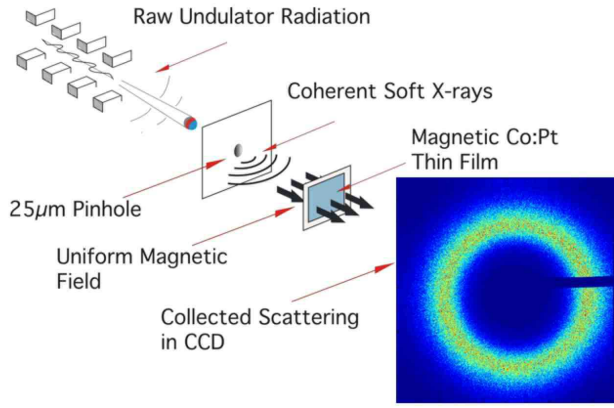 Raw Undulator Radiation
Coherent Soft X-rays
Magnetic Co:Pt
Thin Film
25µm Pinhole
Uniform Magnetic
Field
Collected Scattering
in CCD